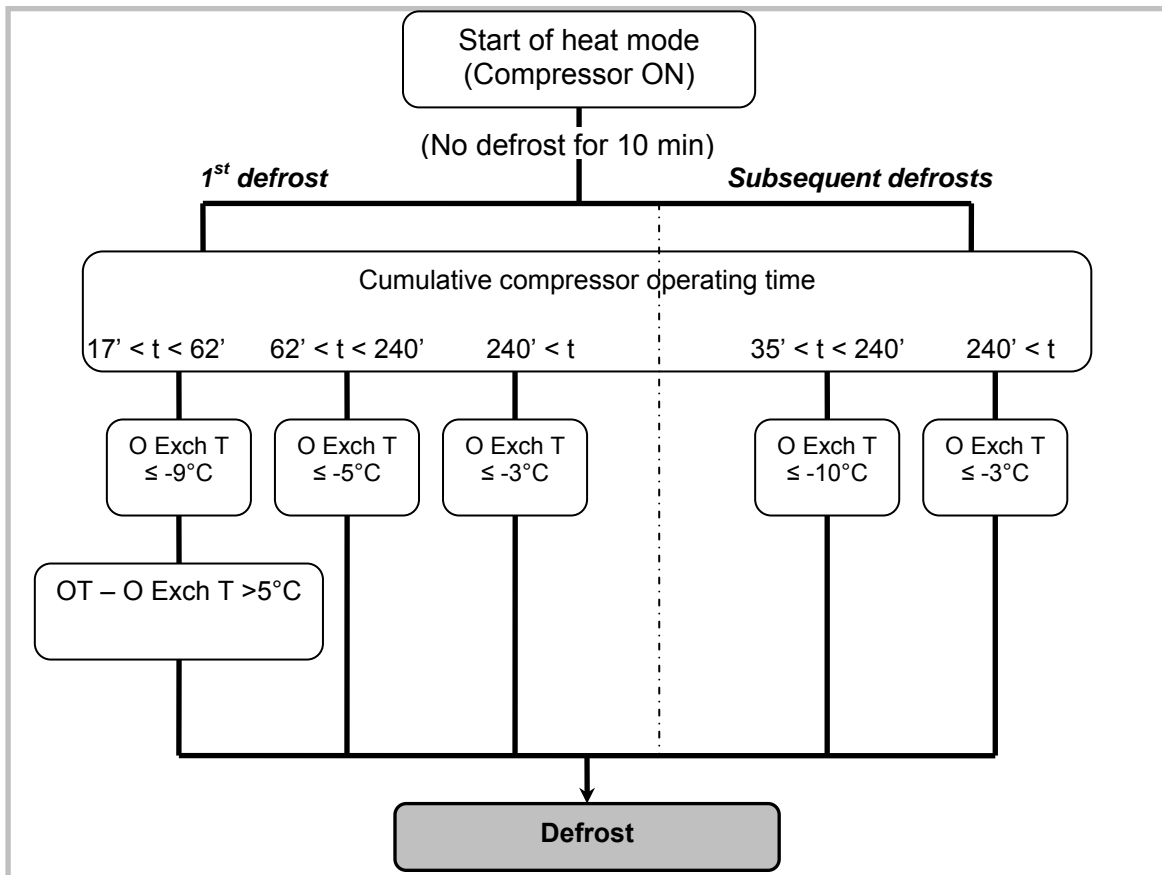 Start of heat mode
(Compressor ON)
(No defrost for 10 min)
1st defrost
Subsequent defrosts
Cumulative compressor operating time
17' < t < 62’
62’ < t < 240’
240’ < t
35’ < t < 240’
240’ < t
O Exch T
≤ -9°C
O Exch T
≤ -5°C
O Exch T
≤ -3°C
O Exch T
≤ -10°C
O Exch T
≤ -3°C
OT – O Exch T >5°C
Defrost